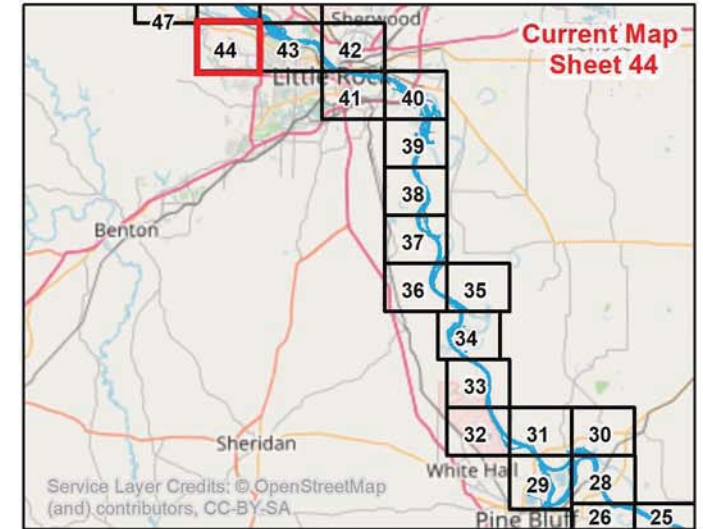 47
Sherwood
Current Map
Sheet 44
44
43
42
Little Rock
41
40
39
38
37
Benton
36
35
34
33
Sheridan
32
31
30
White Hall
29
28
Service Layer Credits: © OpenStreetMap
(and) contributors, CC-BY-SA
Pine Bluff
26
25